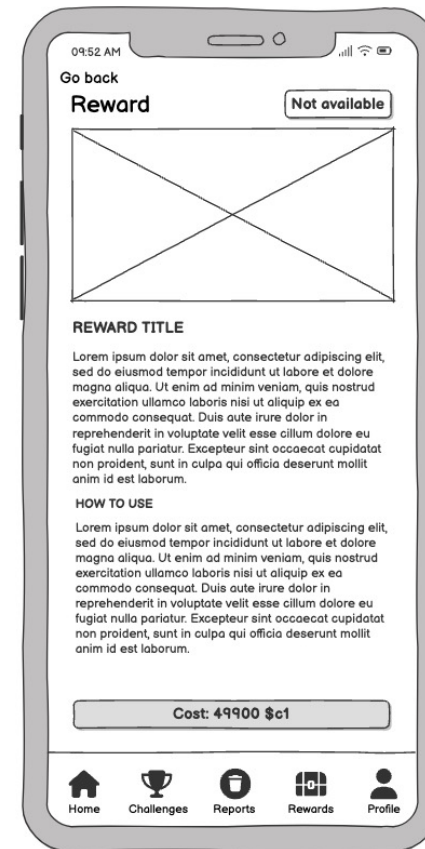 09:52 AM
Go back
Reward
Not available
REWARD TITLE
Lorem ipsum dolor sit amet, consectetur adipiscing elit,
sed do eiusmod tempor incididunt ut labore et dolore
magna aliqua. Ut enim ad minim veniam, quis nostrud
exercitation ullamco laboris nisi ut aliquip ex ea
commodo consequat. Duis aute irure dolor in
reprehenderit in voluptate velit esse cillum dolore eu
fugiat nulla pariatur. Excepteur sint occaecat cupidatat
non proident, sunt in culpa qui officia deserunt mollit
anim id est laborum.
HOW TO USE
Lorem ipsum dolor sit amet, consectetur adipiscing elit,
sed do eiusmod tempor incididunt ut labore et dolore
magna aliqua. Ut enim ad minim veniam, quis nostrud
exercitation ullamco laboris nisi ut aliquip ex ea
commodo consequat. Duis aute irure dolor in
reprehenderit in voluptate velit esse cillum dolore eu
fugiat nulla pariatur. Excepteur sint occaecat cupidatat
non proident, sunt in culpa qui officia deserunt mollit
anim id est laborum.
Cost: 49900 $c1
Home
Challenges
Reports
Rewards
Profile